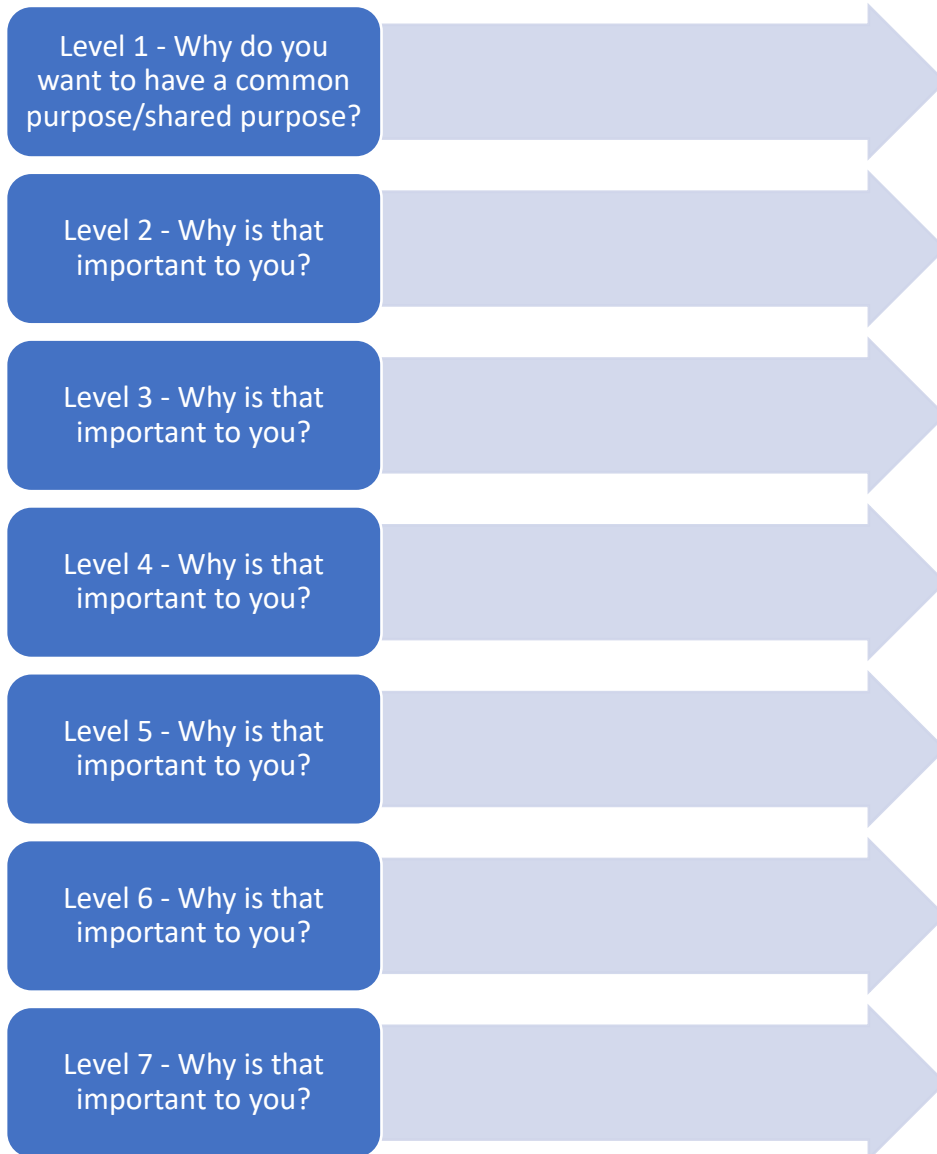 Level 1 - Why do you
want to have a common
purpose/shared purpose?
Level 2 - Why is that
important to you?
Level 3 - Why is that
important to you?
Level 4 - Why is that
important to you?
Level 5 - Why is that
important to you?
Level 6 - Why is that
important to you?
Level 7 - Why is that
important to you?